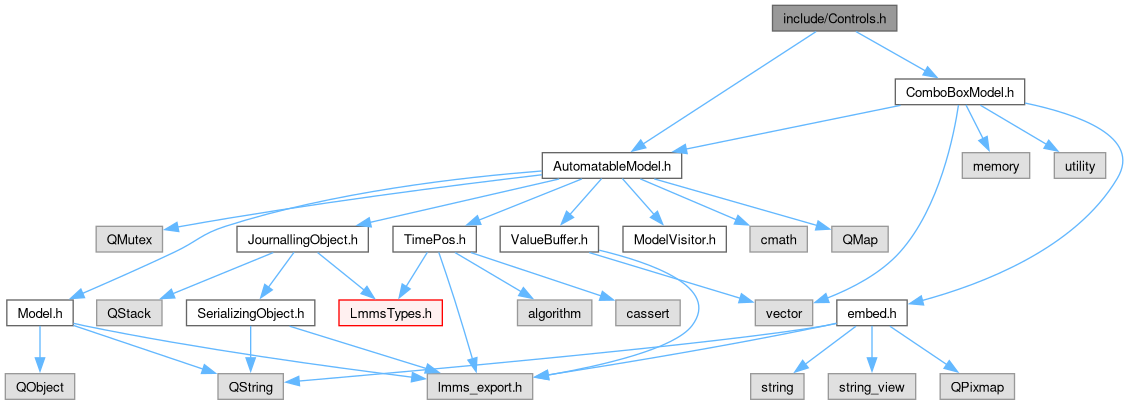 include/Controls.h
ComboBoxModel.h
AutomatableModel.h
memory
utility
QMutex
JournallingObject.h
TimePos.h
ValueBuffer.h
ModelVisitor.h
cmath
QMap
Model.h
QStack
SerializingObject.h
LmmsTypes.h
algorithm
cassert
vector
embed.h
QObject
QString
lmms_export.h
string
string_view
QPixmap